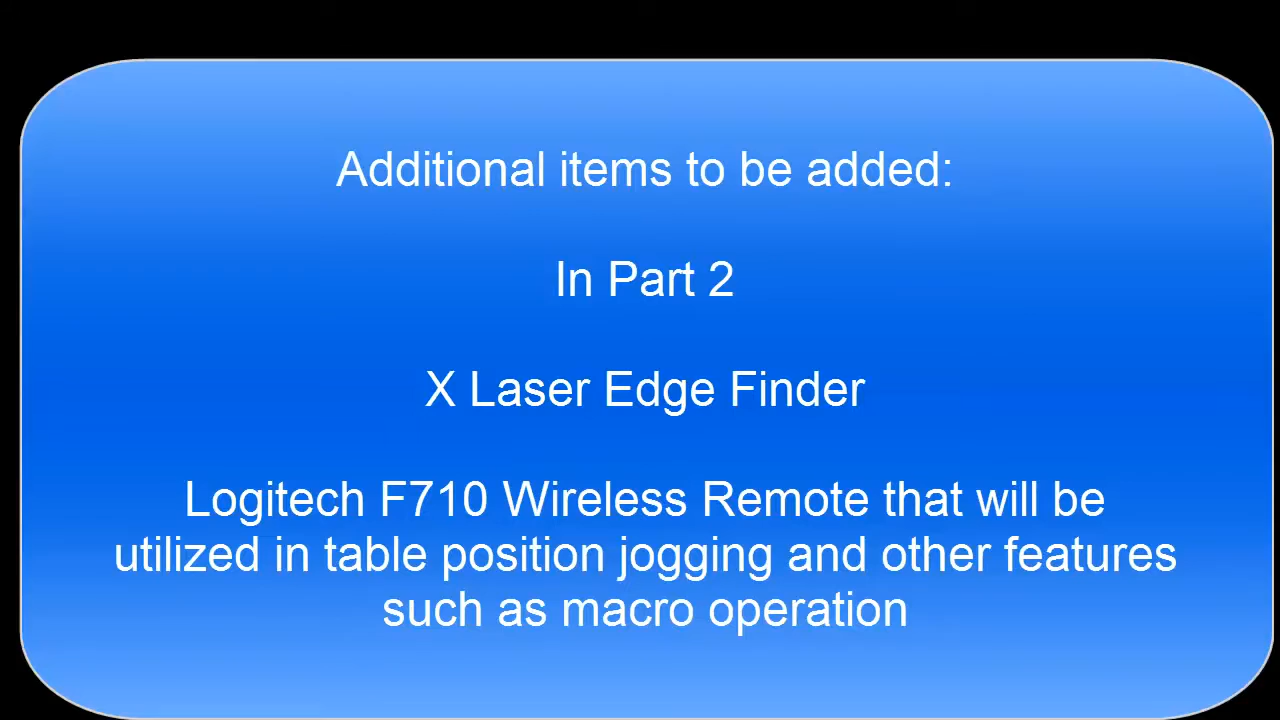 Additional items to be added:
In Part 2
X Laser Edge Finder
Logitech F710 Wireless Remote that will be
utilized in table position jogging and other features
such as macro operation